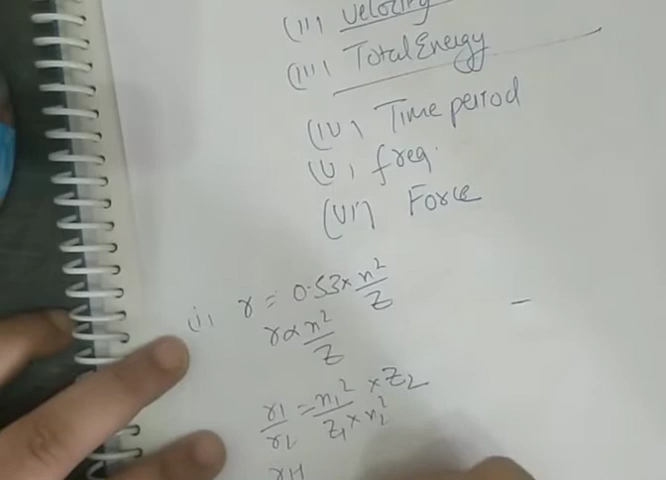 (ii) Velocity
(iii) Total Energy
(iv) Time period
(v) freq.
(vi) Force
(i) r = 0.53 × n²/Z
r ∝ n²/Z
r1/r2 = n1² × Z2 / Z1 × n2²
rH